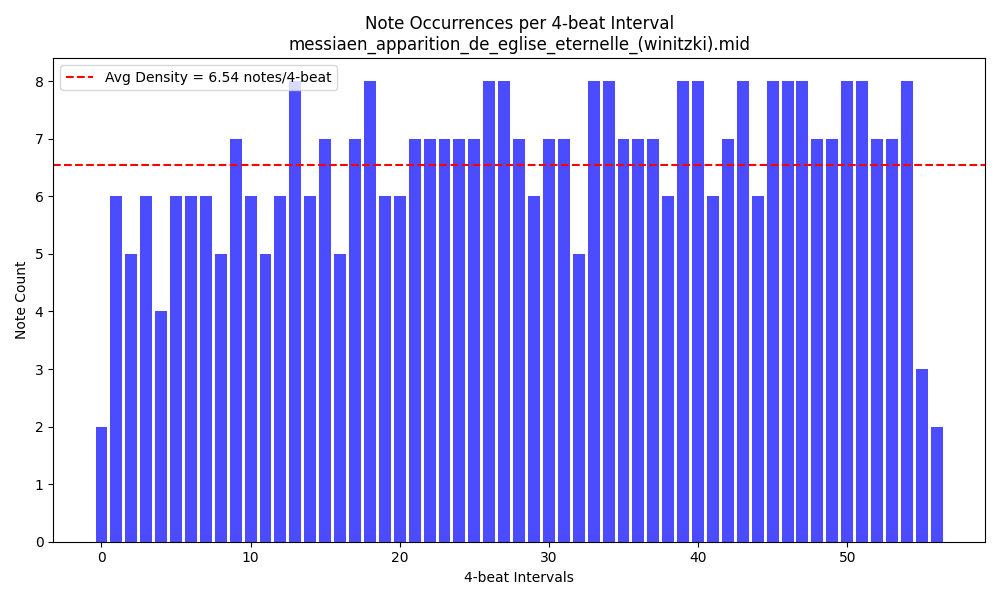 Note Occurrences per 4-beat Interval
messiaen_apparition_de_eglise_eternelle_(winitzki).mid
Avg Density = 6.54 notes/4-beat
Note Count
8
7
6
5
4
3
2
1
0
0 10 20 30 40 50
4-beat Intervals